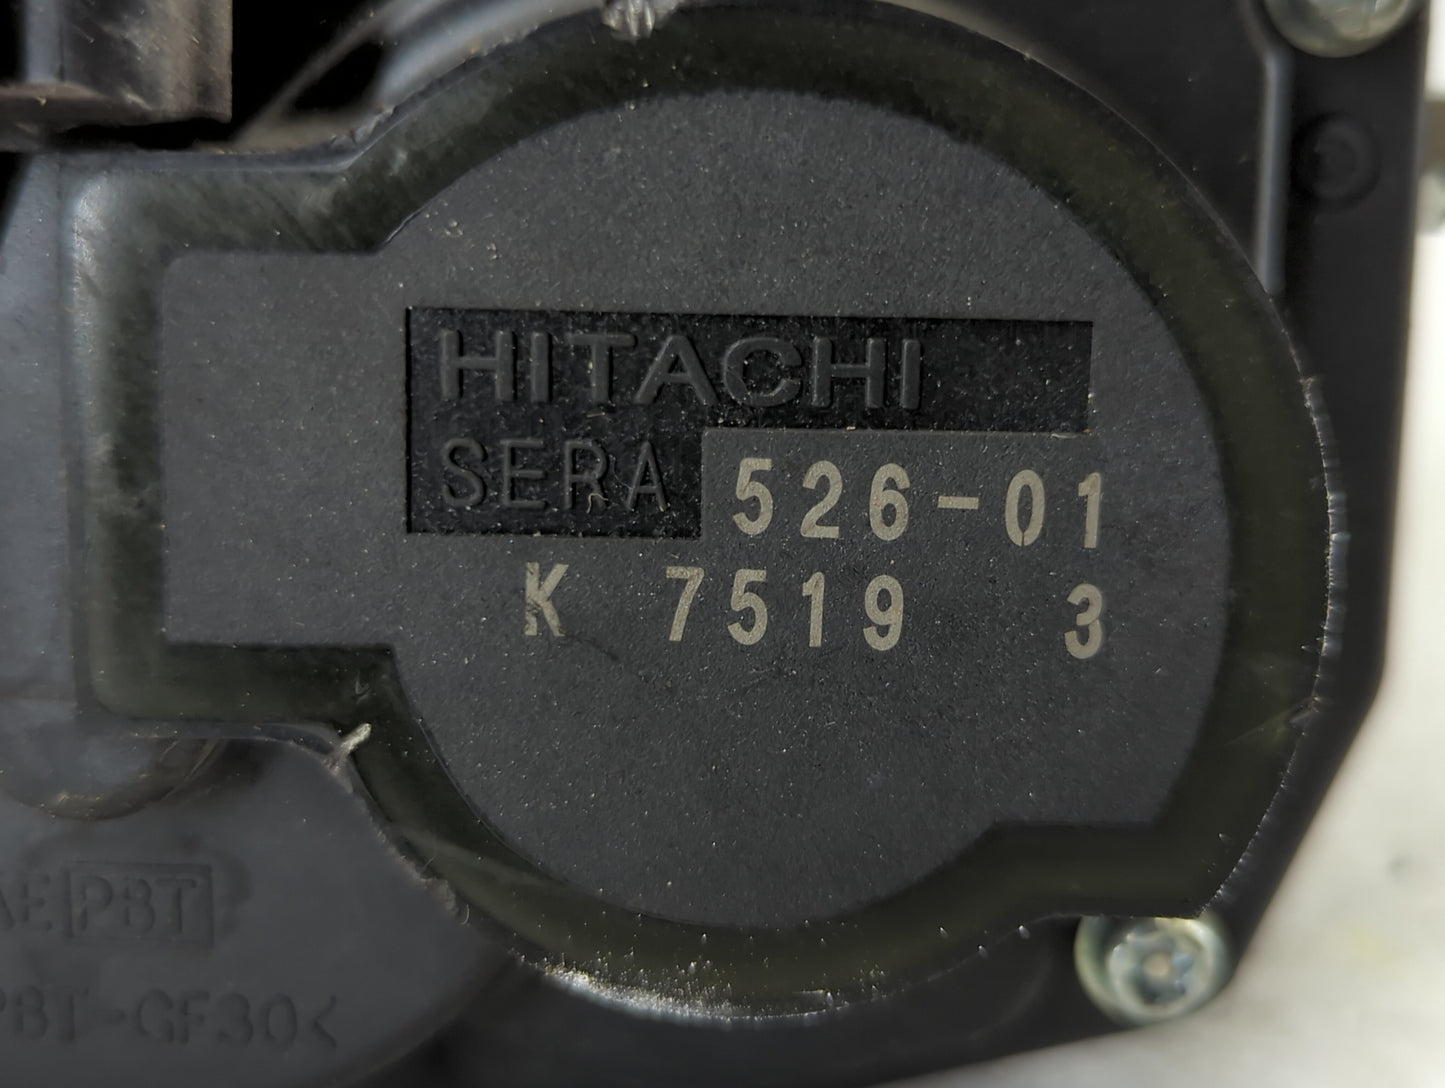 HITACHI
SERA 526-01
K 7519 3
PBT
PBT-GF30<